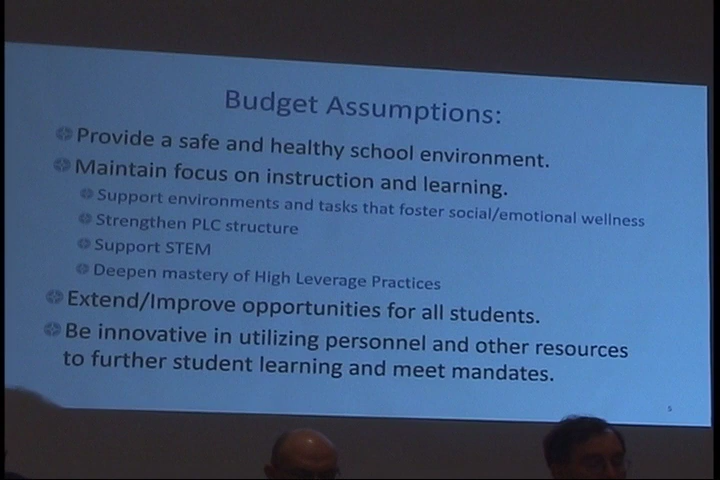 Budget Assumptions:
Provide a safe and healthy school environment.
Maintain focus on instruction and learning.
Support environments and tasks that foster social/emotional wellness
Strengthen PLC structure
Support STEM
Deepen mastery of High Leverage Practices
Extend/Improve opportunities for all students.
Be innovative in utilizing personnel and other resources
to further student learning and meet mandates.
5